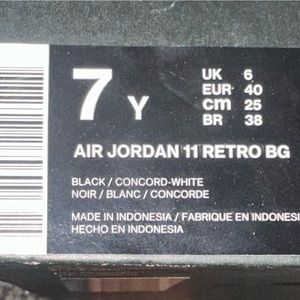 7 Y
UK 6
EUR 40
cm 25
BR 38
AIR JORDAN 11 RETRO BG
BLACK / CONCORD-WHITE
NOIR / BLANC / CONCORDE
MADE IN INDONESIA / FABRIQUE EN INDONESI
HECHO EN INDONESIA